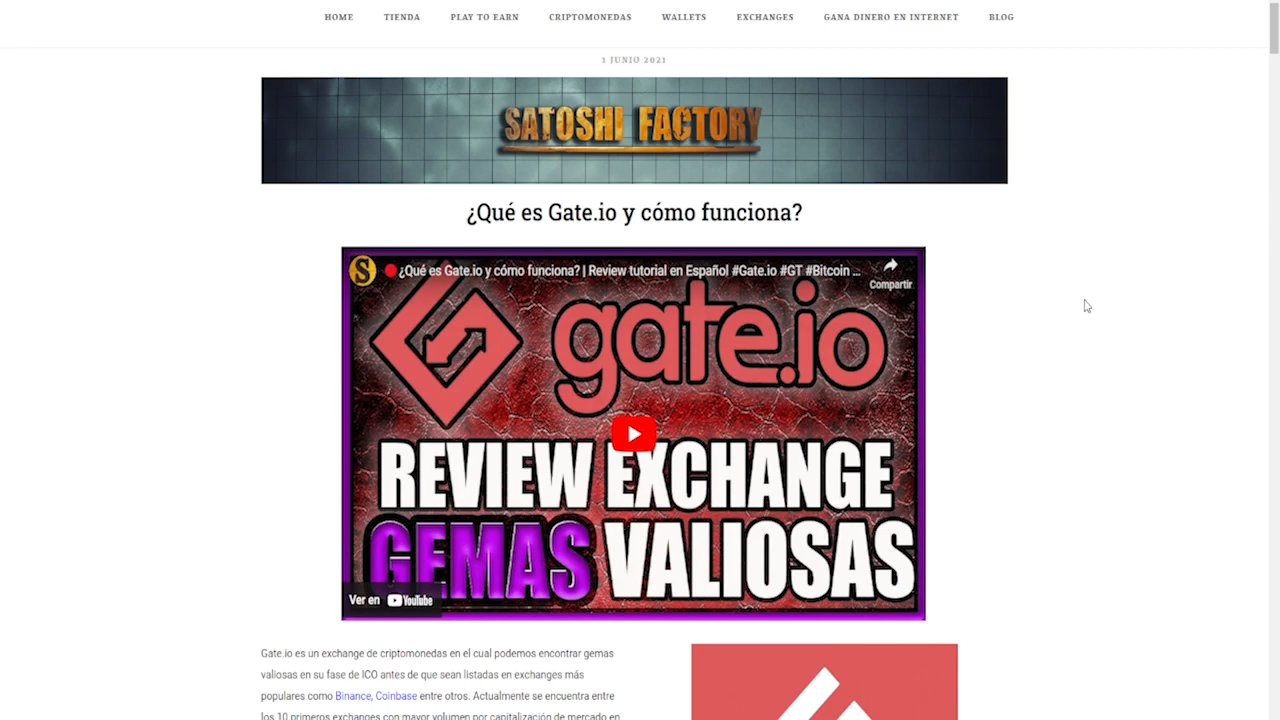 HOME TIENDA PLAY TO EARN CRIPTOMONEDAS WALLETS EXCHANGES GANA DINERO EN INTERNET BLOG
1 JUNIO 2021
SATOSHI FACTORY
¿Qué es Gate.io y cómo funciona?
S
¿Qué es Gate.io y cómo funciona? | Review tutorial en Español #Gate.io #GT #Bitcoin ...
Compartir
gate.io
REVIEW EXCHANGE
GEMAS VALIOSAS
Ver en YouTube
Gate.io es un exchange de criptomonedas en el cual podemos encontrar gemas
valiosas en su fase de ICO antes de que sean listadas en exchanges más
populares como Binance, Coinbase entre otros. Actualmente se encuentra entre
los 10 primeros exchanges con mayor volumen por capitalización de mercado en